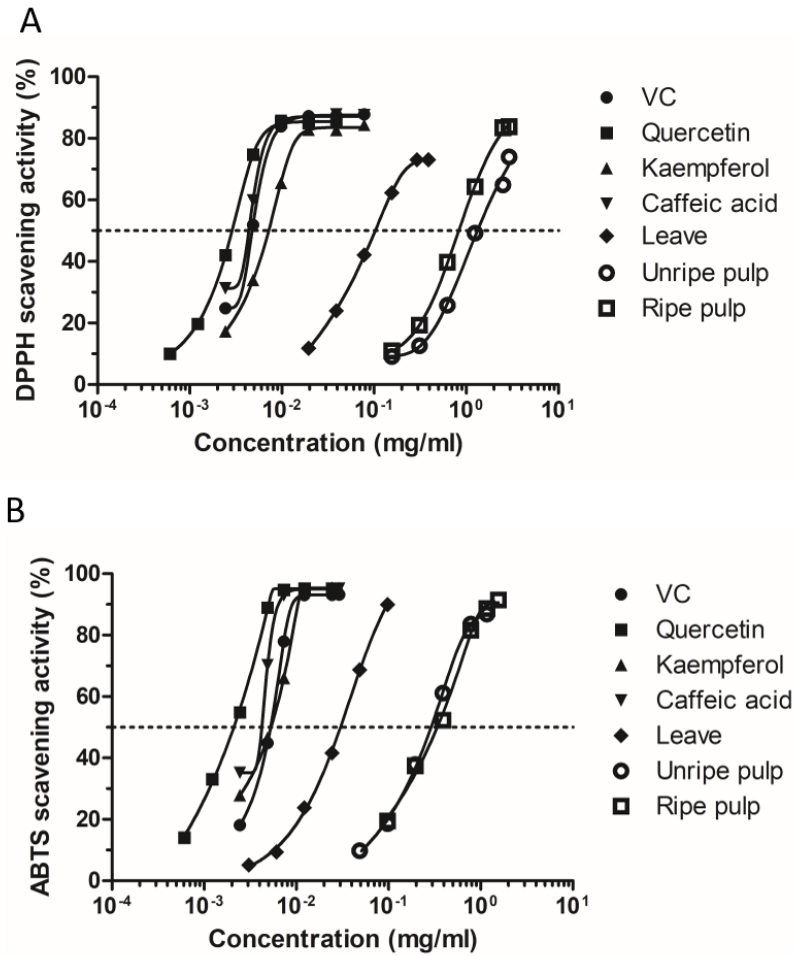 A
DPPH scavening activity (%)
100
80
60
40
20
0
10-4
10-3
10-2
10-1
100
101
Concentration (mg/ml)
VC
Quercetin
Kaempferol
Caffeic acid
Leave
Unripe pulp
Ripe pulp
B
ABTS scavening activity (%)
100
80
60
40
20
0
10-4
10-3
10-2
10-1
100
101
Concentration (mg/ml)
VC
Quercetin
Kaempferol
Caffeic acid
Leave
Unripe pulp
Ripe pulp